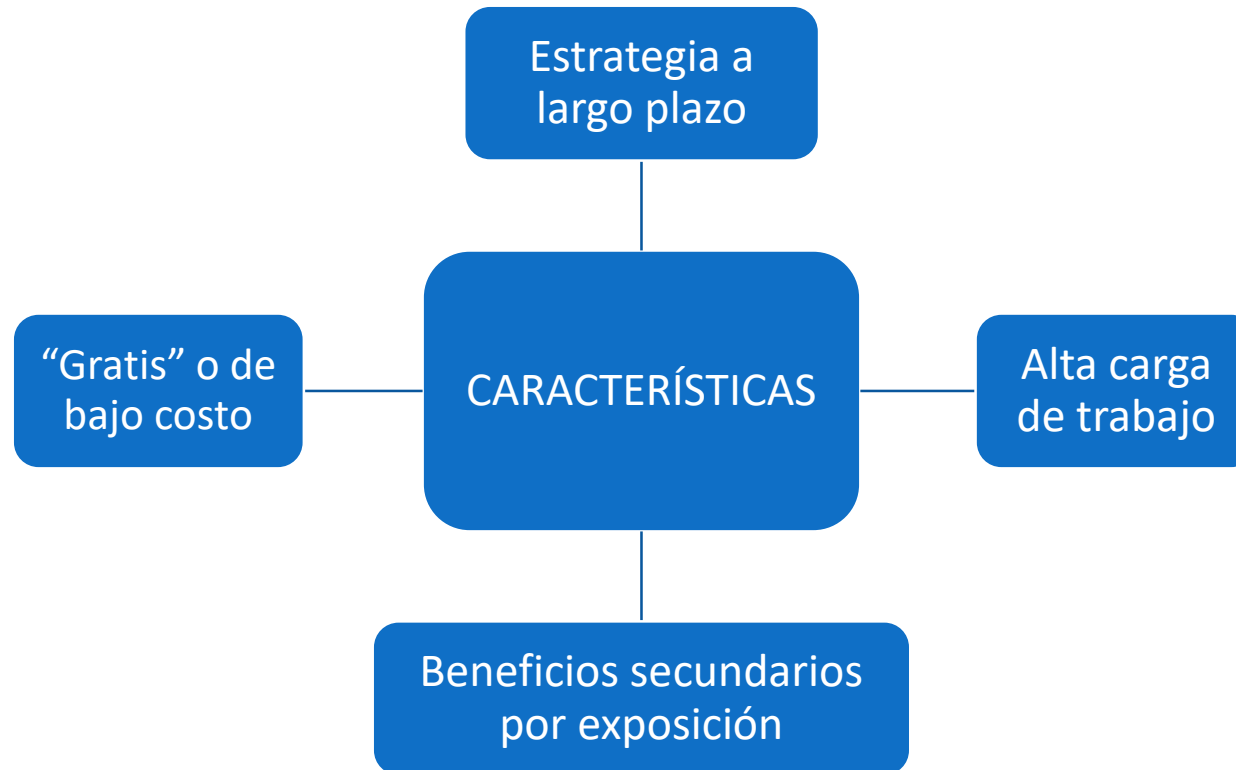 Estrategia a
largo plazo
“Gratis” o de
bajo costo
CARACTERÍSTICAS
Alta carga
de trabajo
Beneficios secundarios
por exposición